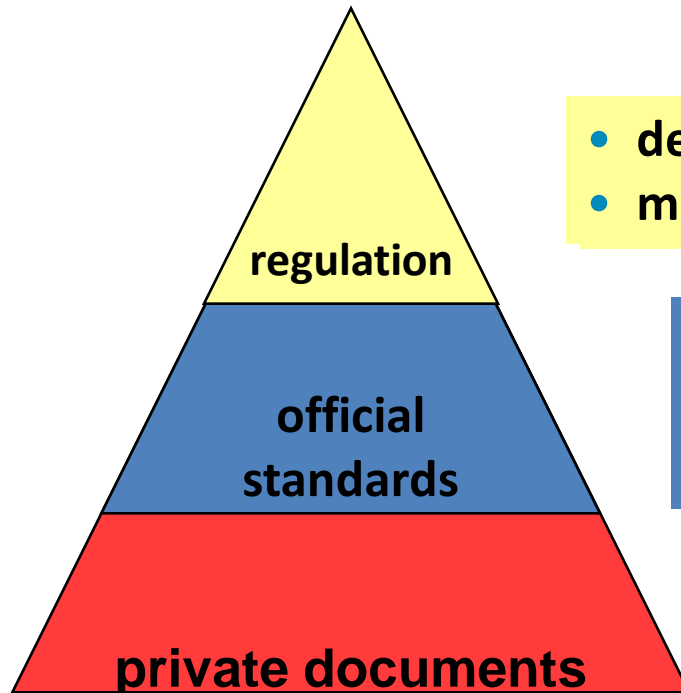 regulation
official
standards
private documents